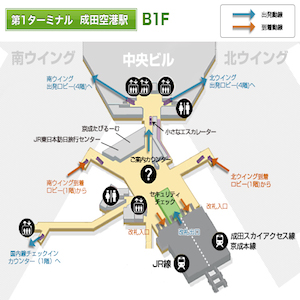 第1ターミナル 成田空港駅 B1F
出発動線
到着動線
南ウイング
中央ビル
北ウイング
南ウイング
出発ロビー(4階)へ
北ウイング
出発ロビー(4階)へ
京成たびるーむ
小さなエスカレーター
JR東日本訪日旅行センター
ご案内カウンター
?
南ウイング到着
ロビー(1階)から
北ウイング到着
ロビー(1階)から
セキュリティ
チェック
改札入口
改札入口
国内線チェックイン
カウンター(1階)へ
成田スカイアクセス線
京成本線
JR線